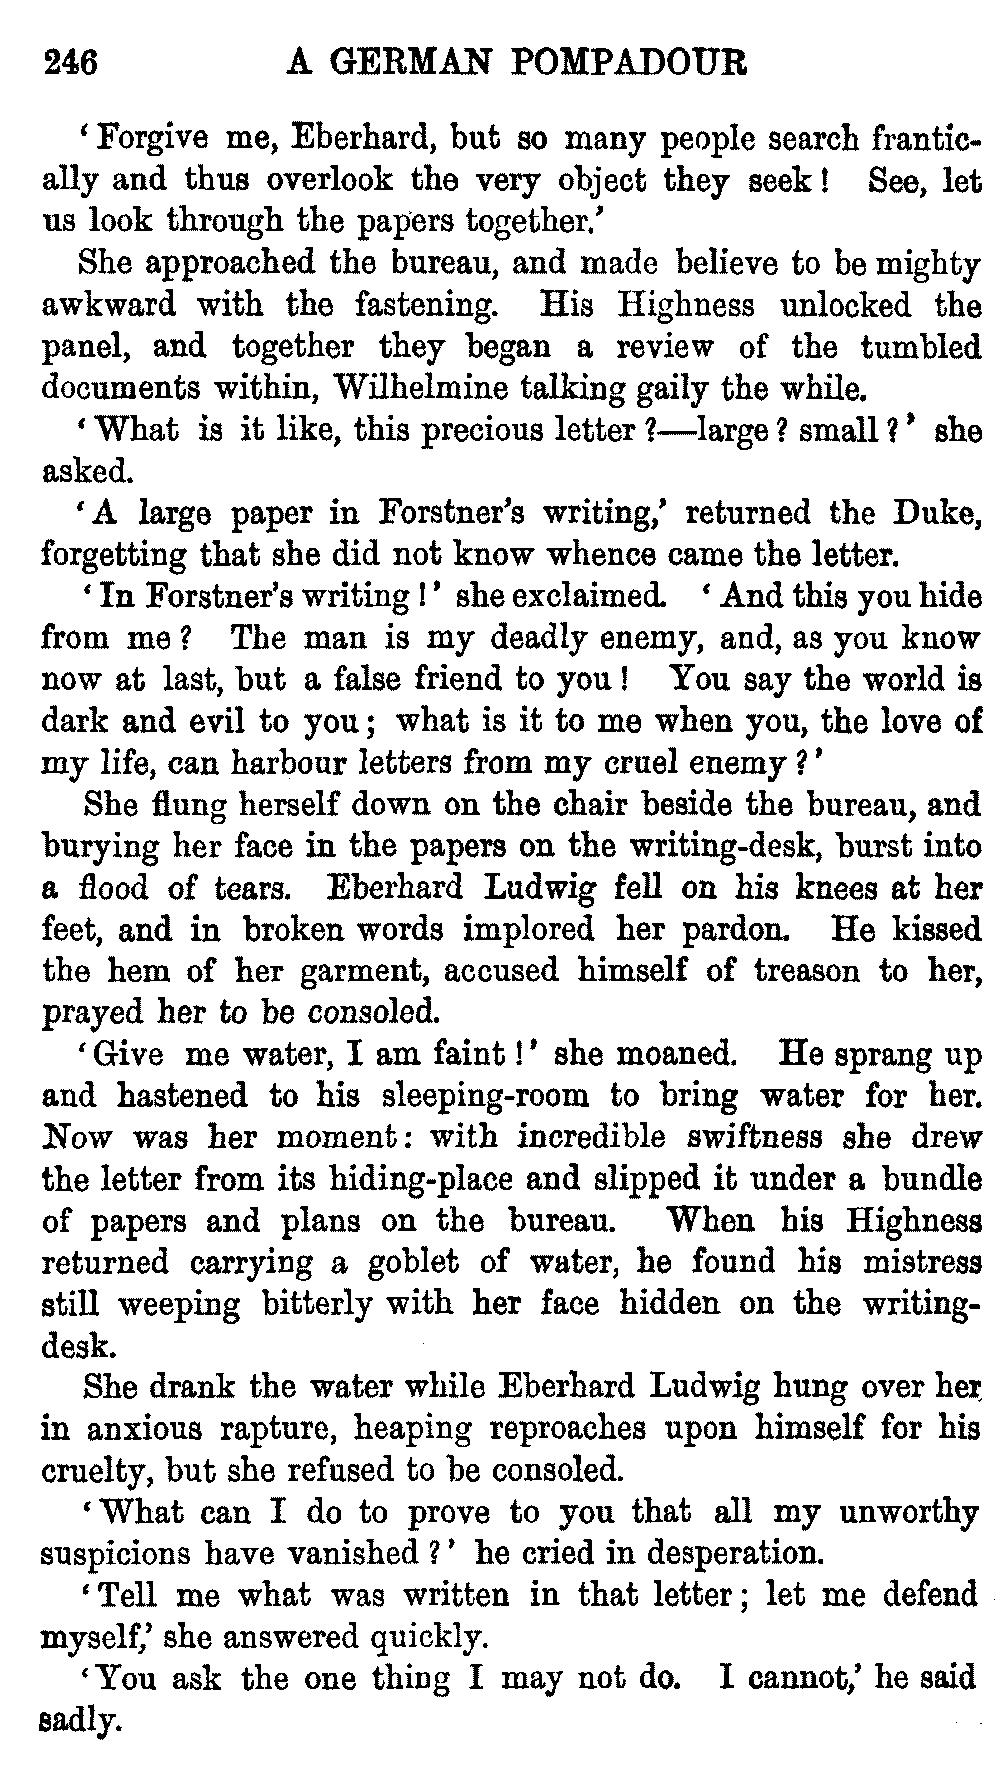 246 A GERMAN POMPADOUR
‘Forgive me, Eberhard, but so many people search frantic-
ally and thus overlook the very object they seek! See, let
us look through the papers together.’
She approached the bureau, and made believe to be mighty
awkward with the fastening. His Highness unlocked the
panel, and together they began a review of the tumbled
documents within, Wilhelmine talking gaily the while.
‘What is it like, this precious letter?—large? small?’ she
asked.
‘A large paper in Forstner’s writing,’ returned the Duke,
forgetting that she did not know whence came the letter.
‘In Forstner’s writing!’ she exclaimed. ‘And this you hide
from me? The man is my deadly enemy, and, as you know
now at last, but a false friend to you! You say the world is
dark and evil to you; what is it to me when you, the love of
my life, can harbour letters from my cruel enemy?’
She flung herself down on the chair beside the bureau, and
burying her face in the papers on the writing-desk, burst into
a flood of tears. Eberhard Ludwig fell on his knees at her
feet, and in broken words implored her pardon. He kissed
the hem of her garment, accused himself of treason to her,
prayed her to be consoled.
‘Give me water, I am faint!’ she moaned. He sprang up
and hastened to his sleeping-room to bring water for her.
Now was her moment: with incredible swiftness she drew
the letter from its hiding-place and slipped it under a bundle
of papers and plans on the bureau. When his Highness
returned carrying a goblet of water, he found his mistress
still weeping bitterly with her face hidden on the writing-
desk.
She drank the water while Eberhard Ludwig hung over her
in anxious rapture, heaping reproaches upon himself for his
cruelty, but she refused to be consoled.
‘What can I do to prove to you that all my unworthy
suspicions have vanished?’ he cried in desperation.
‘Tell me what was written in that letter; let me defend
myself,’ she answered quickly.
‘You ask the one thing I may not do. I cannot,’ he said
sadly.